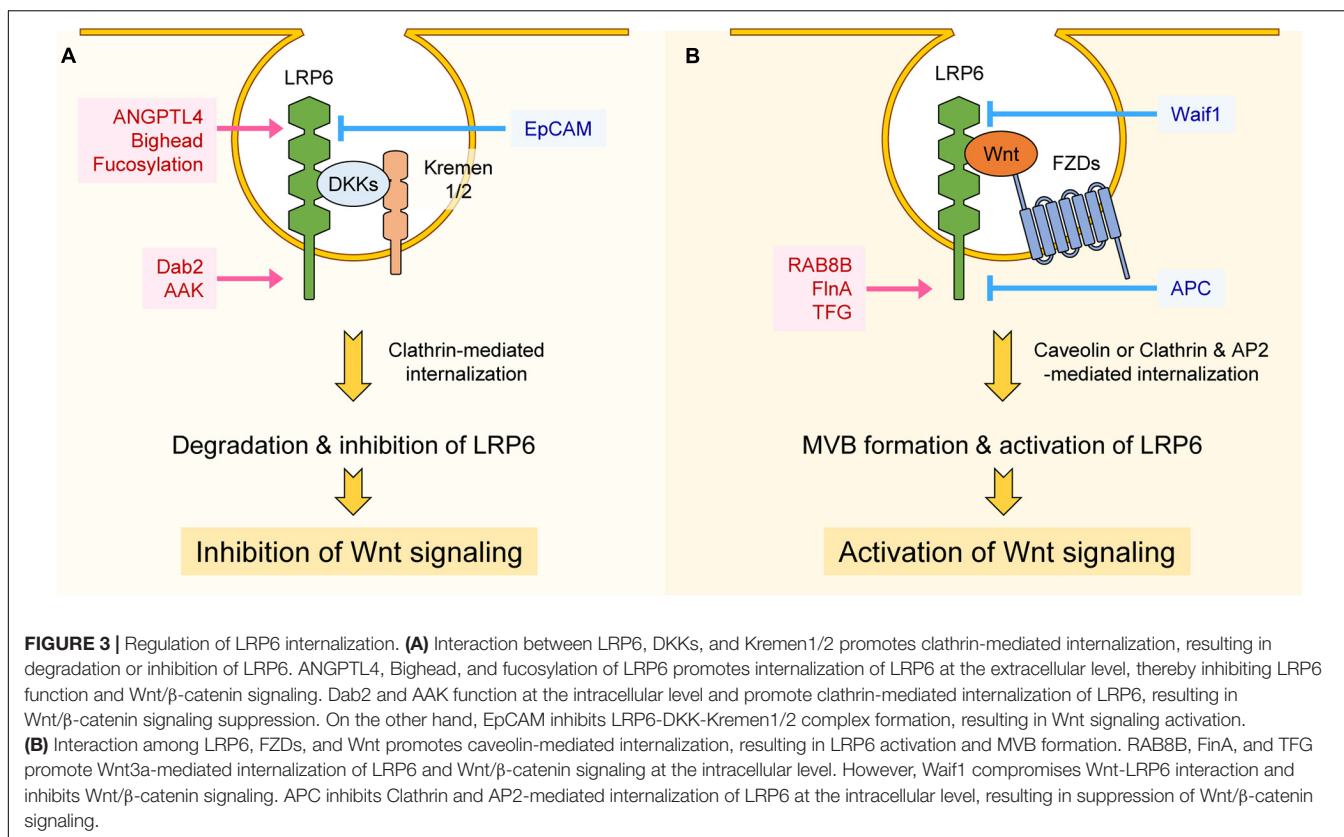 A
LRP6
ANGPTL4
Bighead
Fucosylation
EpCAM
DKKs
Kremen
1/2
Dab2
AAK
Clathrin-mediated
internalization
Degradation & inhibition of LRP6
Inhibition of Wnt signaling
B
LRP6
Waif1
Wnt
FZDs
RAB8B
FlnA
TFG
APC
Caveolin or Clathrin & AP2
-mediated internalization
MVB formation & activation of LRP6
Activation of Wnt signaling
FIGURE 3 | Regulation of LRP6 internalization. (A) Interaction between LRP6, DKKs, and Kremen1/2 promotes clathrin-mediated internalization, resulting in
degradation or inhibition of LRP6. ANGPTL4, Bighead, and fucosylation of LRP6 promotes internalization of LRP6 at the extracellular level, thereby inhibiting LRP6
function and Wnt/β-catenin signaling. Dab2 and AAK function at the intracellular level and promote clathrin-mediated internalization of LRP6, resulting in
Wnt/β-catenin signaling suppression. On the other hand, EpCAM inhibits LRP6-DKK-Kremen1/2 complex formation, resulting in Wnt signaling activation.
(B) Interaction among LRP6, FZDs, and Wnt promotes caveolin-mediated internalization, resulting in LRP6 activation and MVB formation. RAB8B, FinA, and TFG
promote Wnt3a-mediated internalization of LRP6 and Wnt/β-catenin signaling at the intracellular level. However, Waif1 compromises Wnt-LRP6 interaction and
inhibits Wnt/β-catenin signaling. APC inhibits Clathrin and AP2-mediated internalization of LRP6 at the intracellular level, resulting in suppression of Wnt/β-catenin
signaling.